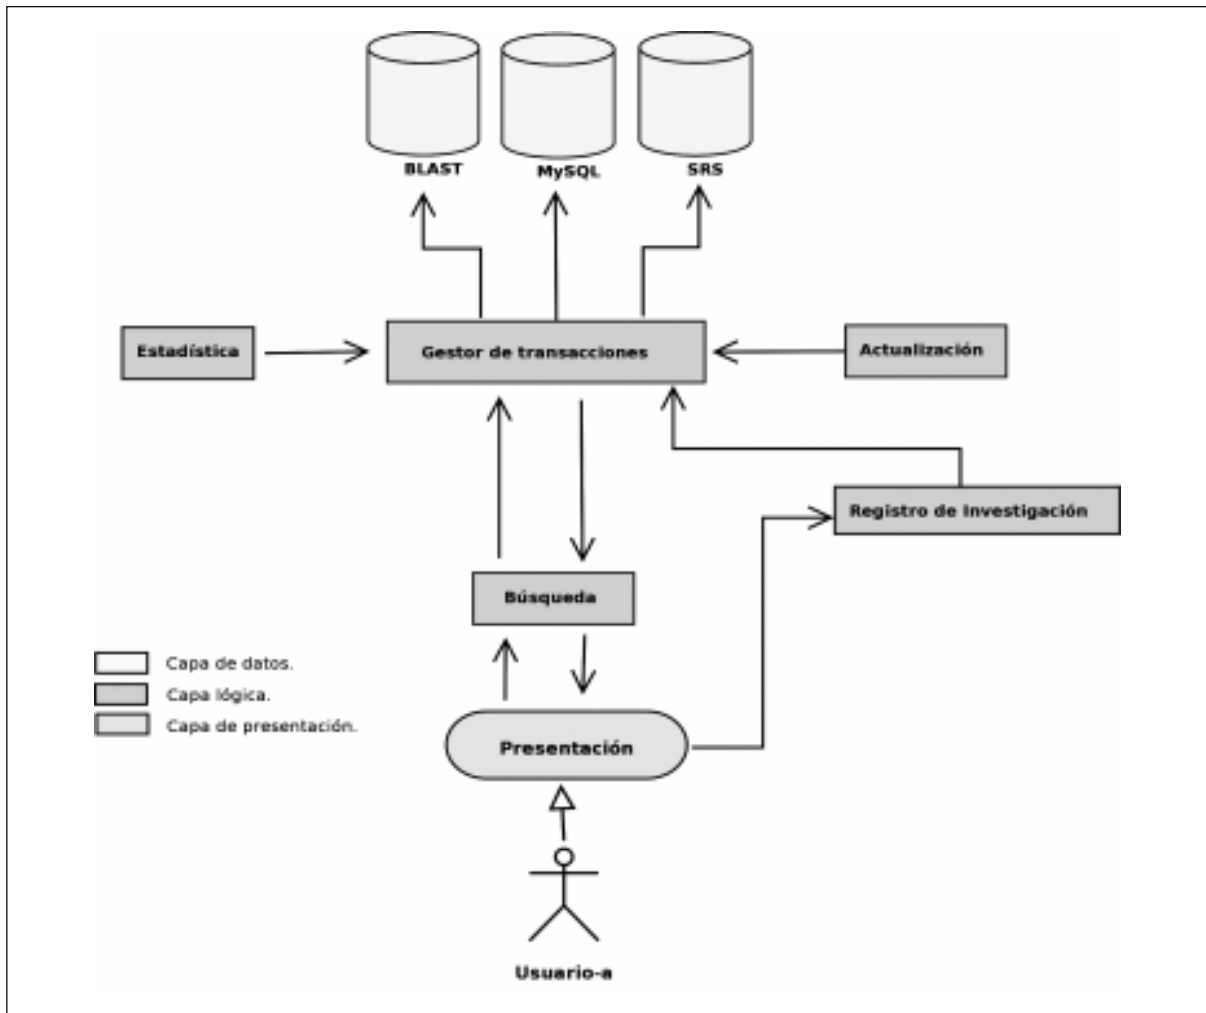 BLAST
MySQL
SRS
Estadística
Gestor de transacciones
Actualización
Registro de Investigación
Búsqueda
Capa de datos.
Capa lógica.
Capa de presentación.
Presentación
Usuario-a